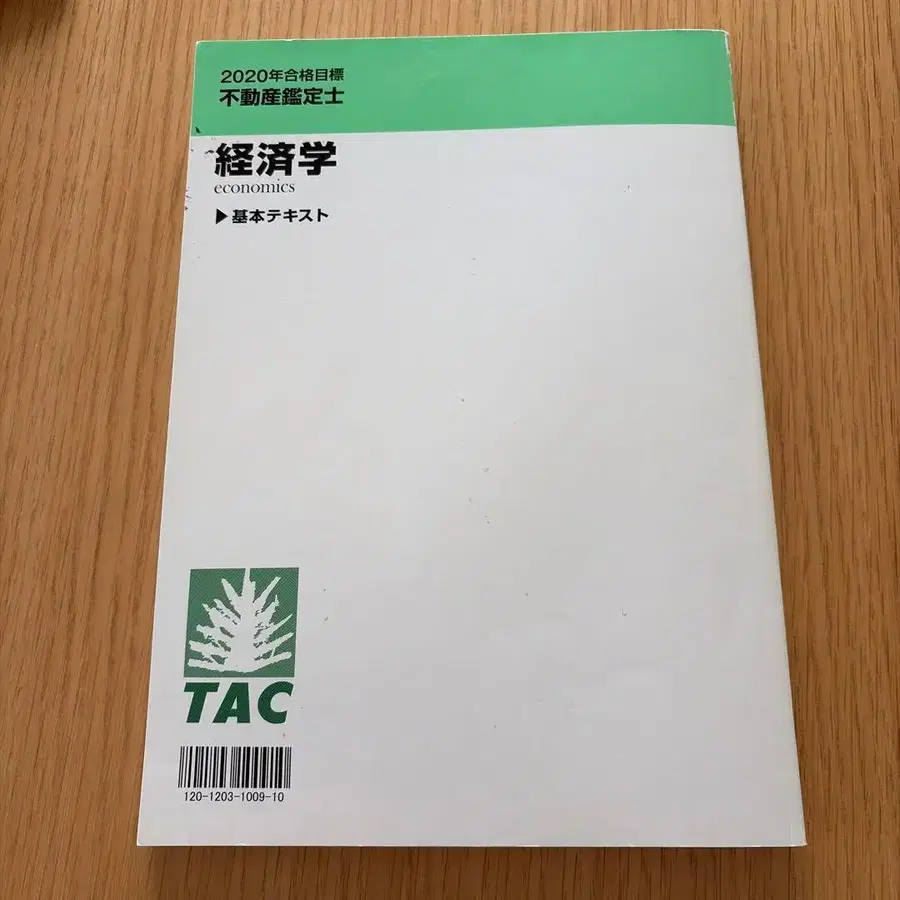 2020年合格目標
不動産鑑定士
経済学
economics
▶基本テキスト
TAC
120-1203-1009-10